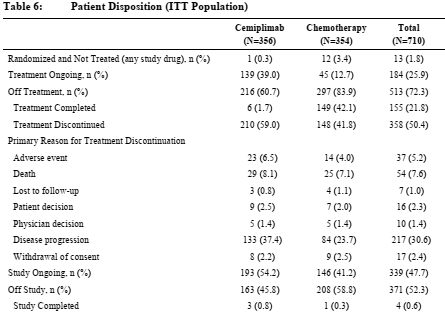 Table 6: Patient Disposition (ITT Population)
Cemiplimab Chemotherapy Total
(N=356) (N=354) (N=710)
Randomized and Not Treated (any study drug), n (%) 1 (0.3) 12 (3.4) 13 (1.8)
Treatment Ongoing, n (%) 139 (39.0) 45 (12.7) 184 (25.9)
Off Treatment, n (%) 216 (60.7) 297 (83.9) 513 (72.3)
Treatment Completed 6 (1.7) 149 (42.1) 155 (21.8)
Treatment Discontinued 210 (59.0) 148 (41.8) 358 (50.4)
Primary Reason for Treatment Discontinuation
Adverse event 23 (6.5) 14 (4.0) 37 (5.2)
Death 29 (8.1) 25 (7.1) 54 (7.6)
Lost to follow-up 3 (0.8) 4 (1.1) 7 (1.0)
Patient decision 9 (2.5) 7 (2.0) 16 (2.3)
Physician decision 5 (1.4) 5 (1.4) 10 (1.4)
Disease progression 133 (37.4) 84 (23.7) 217 (30.6)
Withdrawal of consent 8 (2.2) 9 (2.5) 17 (2.4)
Study Ongoing, n (%) 193 (54.2) 146 (41.2) 339 (47.7)
Off Study, n (%) 163 (45.8) 208 (58.8) 371 (52.3)
Study Completed 3 (0.8) 1 (0.3) 4 (0.6)